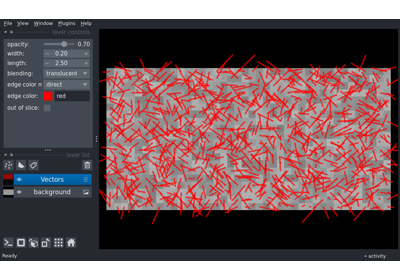 File View Window Plugins Help
layer controls
opacity: 0.70
width: 0.20
length: 2.50
blending: translucent
edge color m direct
edge color: red
out of slice:
layer list
Vectors
background
Ready
activity